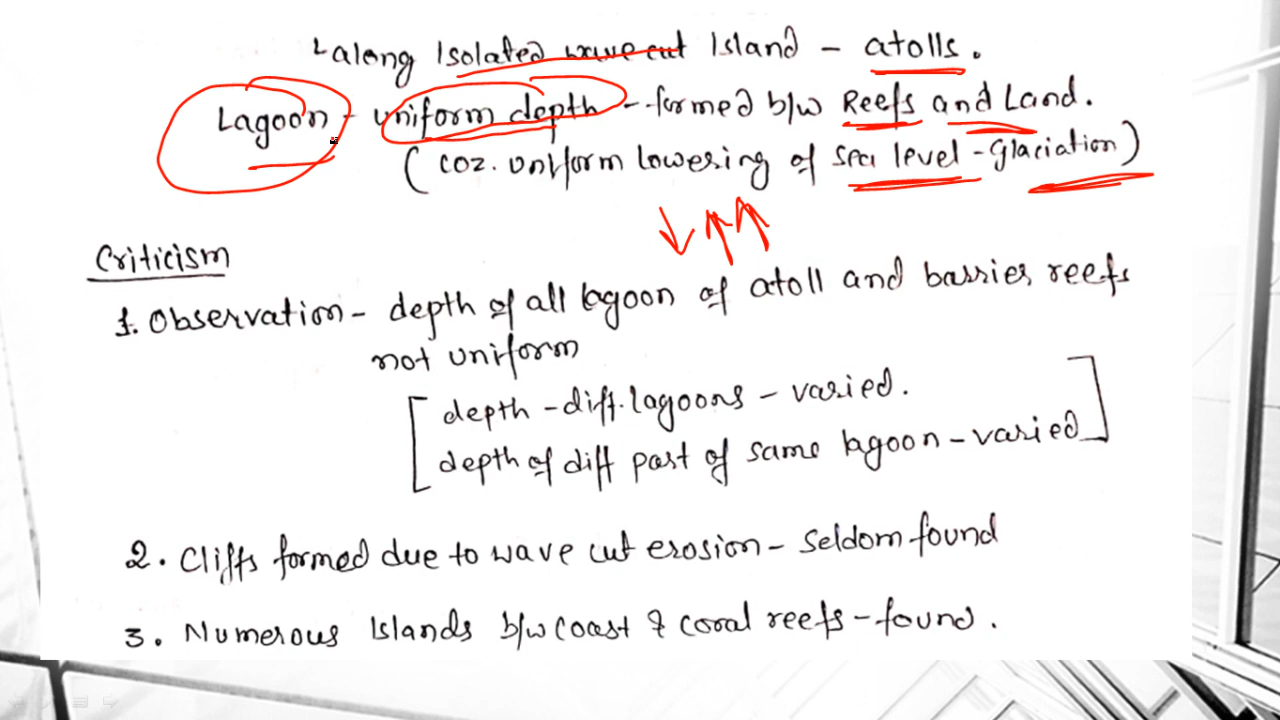 along Isolated wave cut Island - atolls.
Lagoon - uniform depth - formed b/w Reefs and Land.
(coz. uniform lowering of sea level - Glaciation)
Criticism
1. Observation - depth of all lagoon of atoll and barrier reefs
not uniform
[depth - diff. lagoons - varied.
depth of diff part of same lagoon - varied]
2. Cliffs formed due to wave cut erosion - seldom found
3. Numerous Islands b/w coast & coral reefs - found.